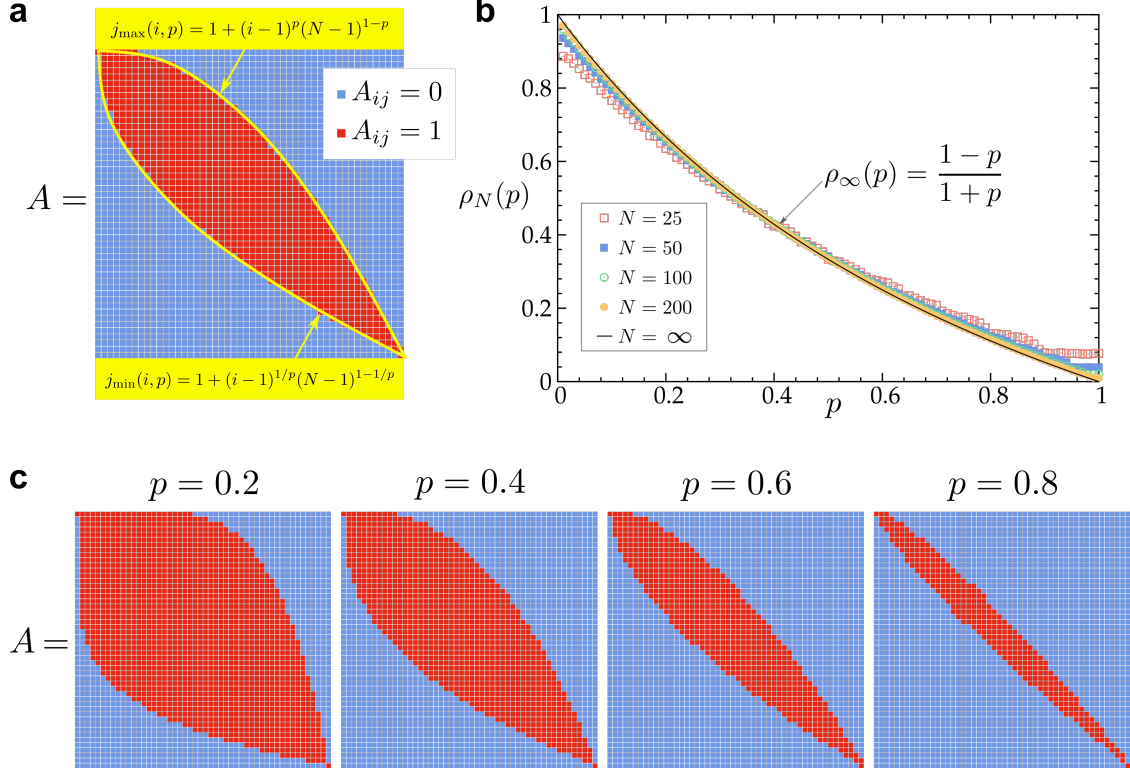 a
j_max(i, p) = 1 + (i − 1)^p (N − 1)^{1−p}
A_ij = 0
A_ij = 1
A =
j_min(i, p) = 1 + (i − 1)^{1/p} (N − 1)^{1−1/p}
b
1
0.8
0.6
0.4
0.2
0
ρ_N(p)
ρ_∞(p) = (1 − p)/(1 + p)
N = 25
N = 50
N = 100
N = 200
N = ∞
0 0.2 0.4 0.6 0.8 1
p
c
p = 0.2 p = 0.4 p = 0.6 p = 0.8
A =